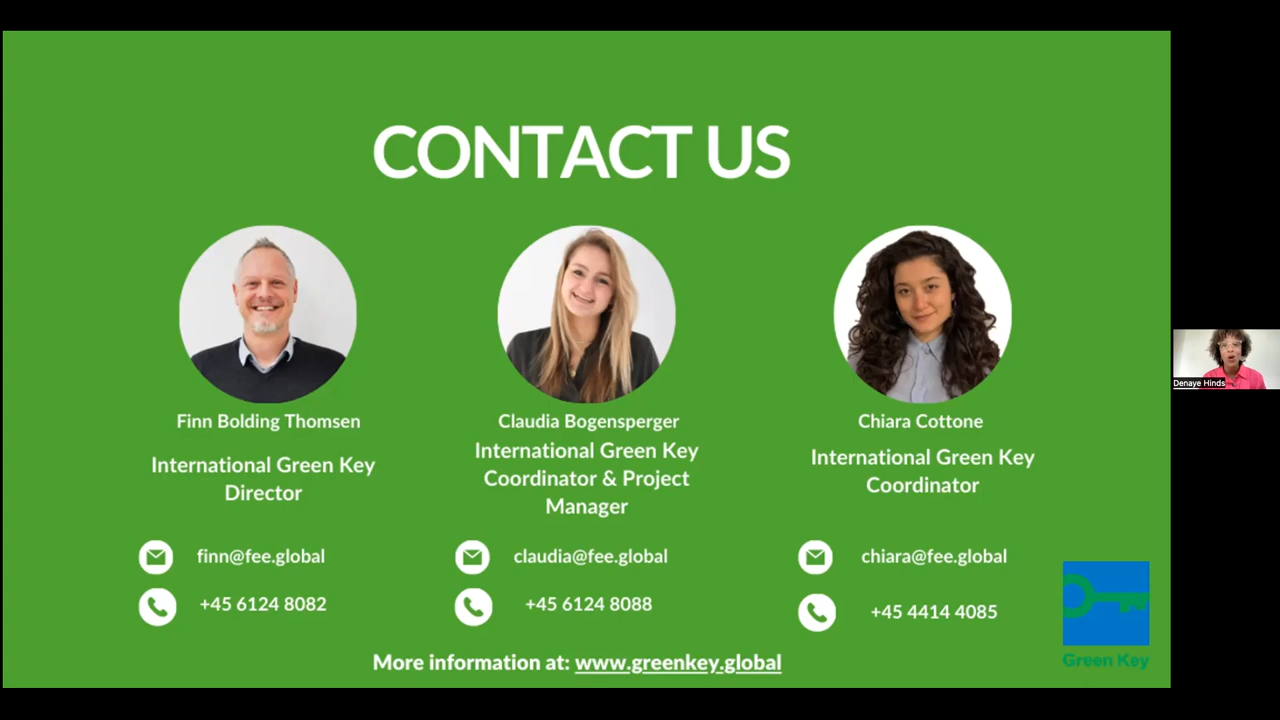 CONTACT US
Finn Bolding Thomsen
International Green Key
Director
finn@fee.global
+45 6124 8082
Claudia Bogensperger
International Green Key
Coordinator & Project
Manager
claudia@fee.global
+45 6124 8088
Chiara Cottone
International Green Key
Coordinator
chiara@fee.global
+45 4414 4085
More information at: www.greenkey.global
Green Key
Denaye Hinds